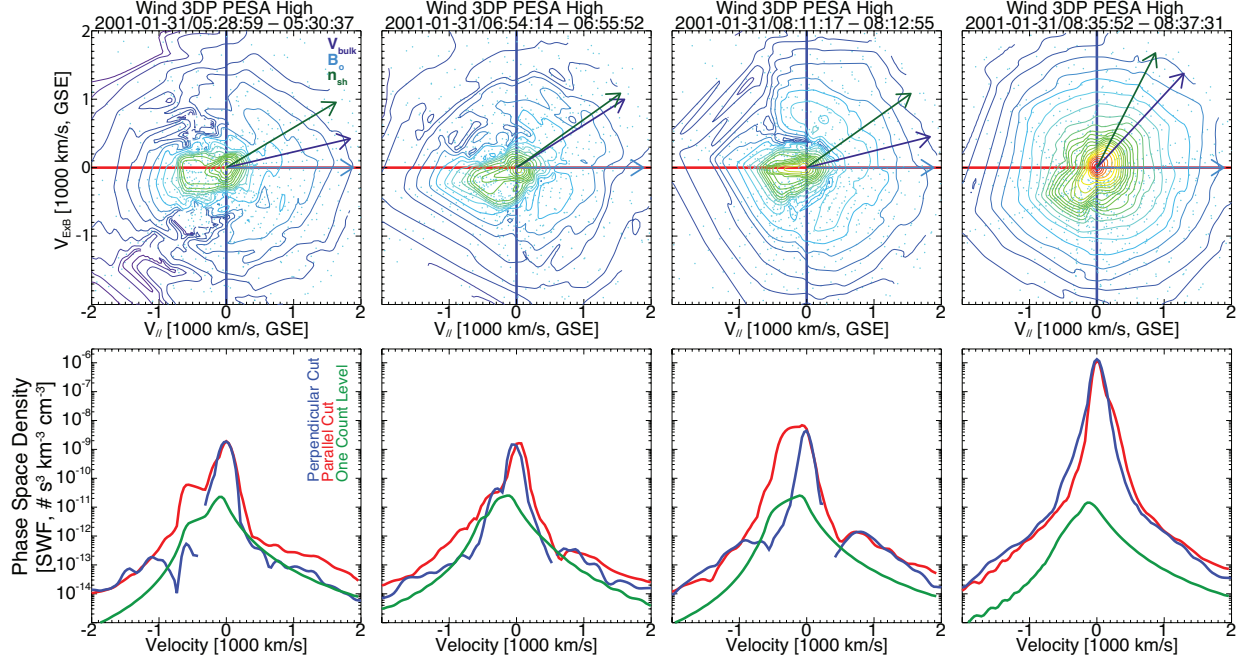 Wind 3DP PESA High
2001-01-31/05:28:59 – 05:30:37
Wind 3DP PESA High
2001-01-31/06:54:14 – 06:55:52
Wind 3DP PESA High
2001-01-31/08:11:17 – 08:12:55
Wind 3DP PESA High
2001-01-31/08:35:52 – 08:37:31
V_ExB [1000 km/s, GSE]
2
1
0
-1
V_bulk
B_o
n_sh
-2 -1 0 1 2
-1 0 1 2
-1 0 1 2
-1 0 1 2
V_// [1000 km/s, GSE]
V_// [1000 km/s, GSE]
V_// [1000 km/s, GSE]
V_// [1000 km/s, GSE]
Phase Space Density
[SWF, # s^3 km^-3 cm^-3]
10^-6
10^-7
10^-8
10^-9
10^-10
10^-11
10^-12
10^-13
10^-14
Perpendicular Cut
Parallel Cut
One Count Level
-2 -1 0 1 2
-1 0 1 2
-1 0 1 2
-1 0 1 2
Velocity [1000 km/s]
Velocity [1000 km/s]
Velocity [1000 km/s]
Velocity [1000 km/s]